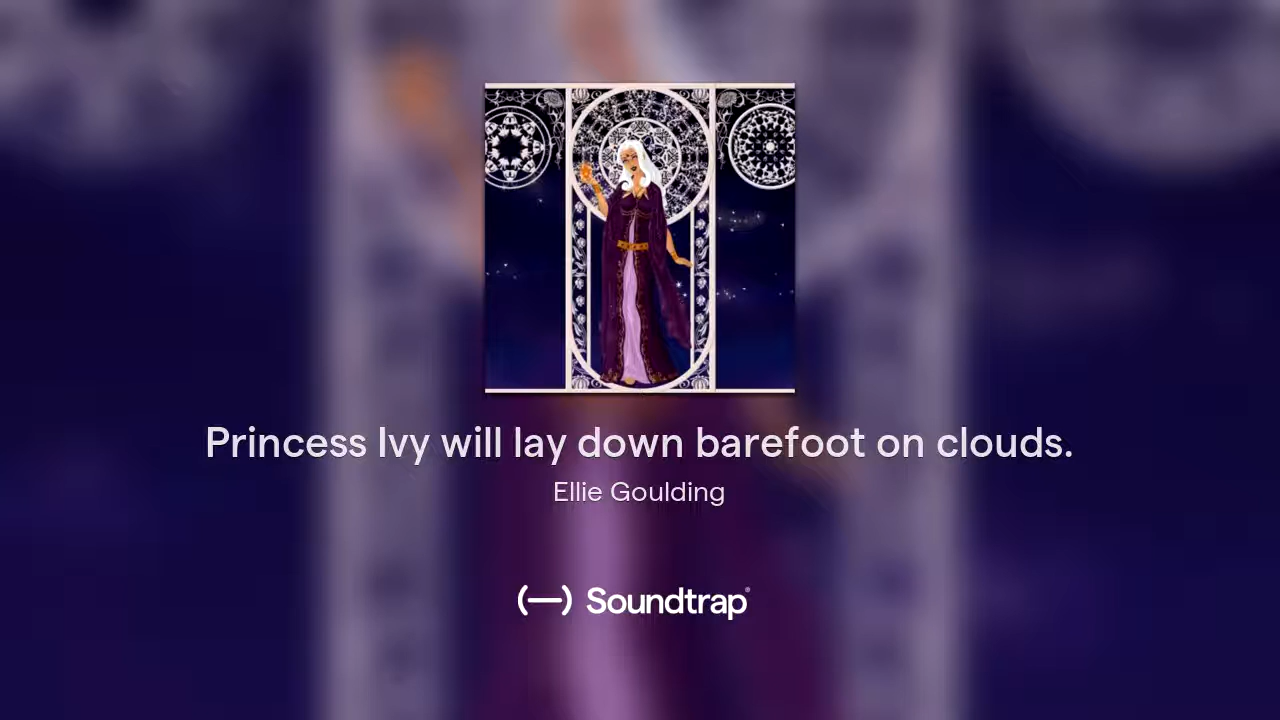 Princess Ivy will lay down barefoot on clouds.
Ellie Goulding
(—) Soundtrap®